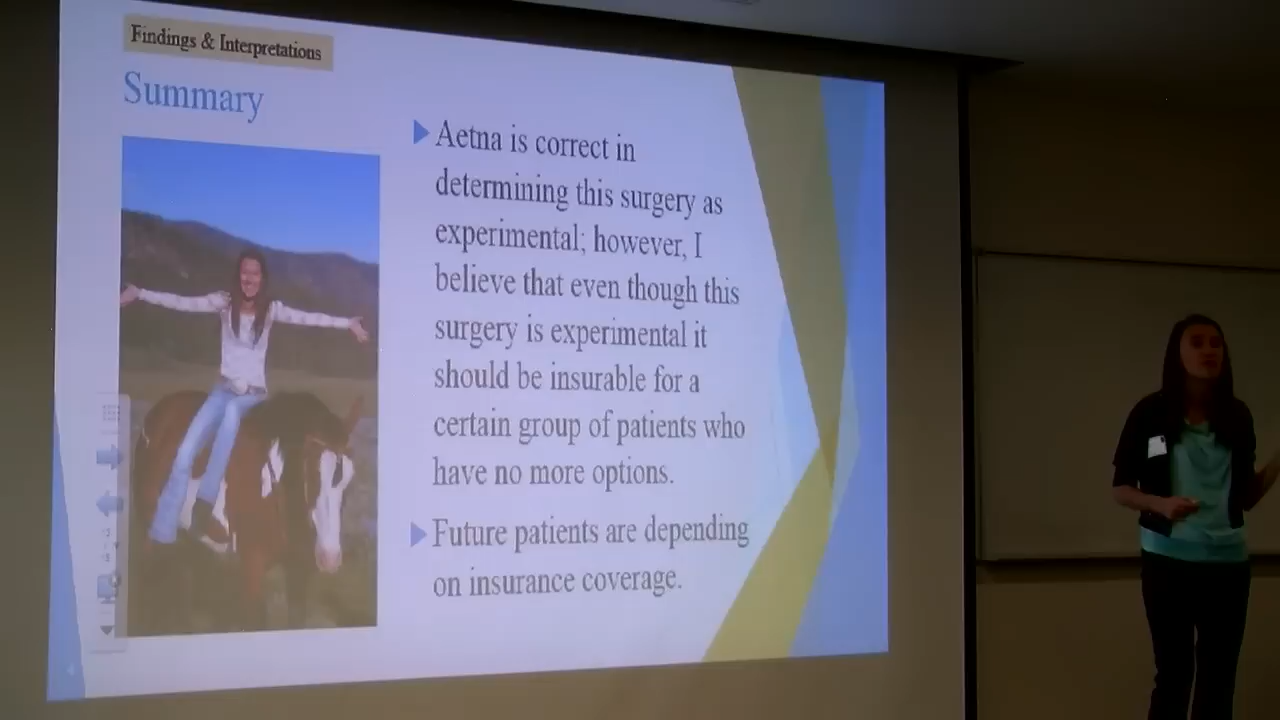 Findings & Interpretations
Summary
Aetna is correct in
determining this surgery as
experimental; however, I
believe that even though this
surgery is experimental it
should be insurable for a
certain group of patients who
have no more options.
Future patients are depending
on insurance coverage.